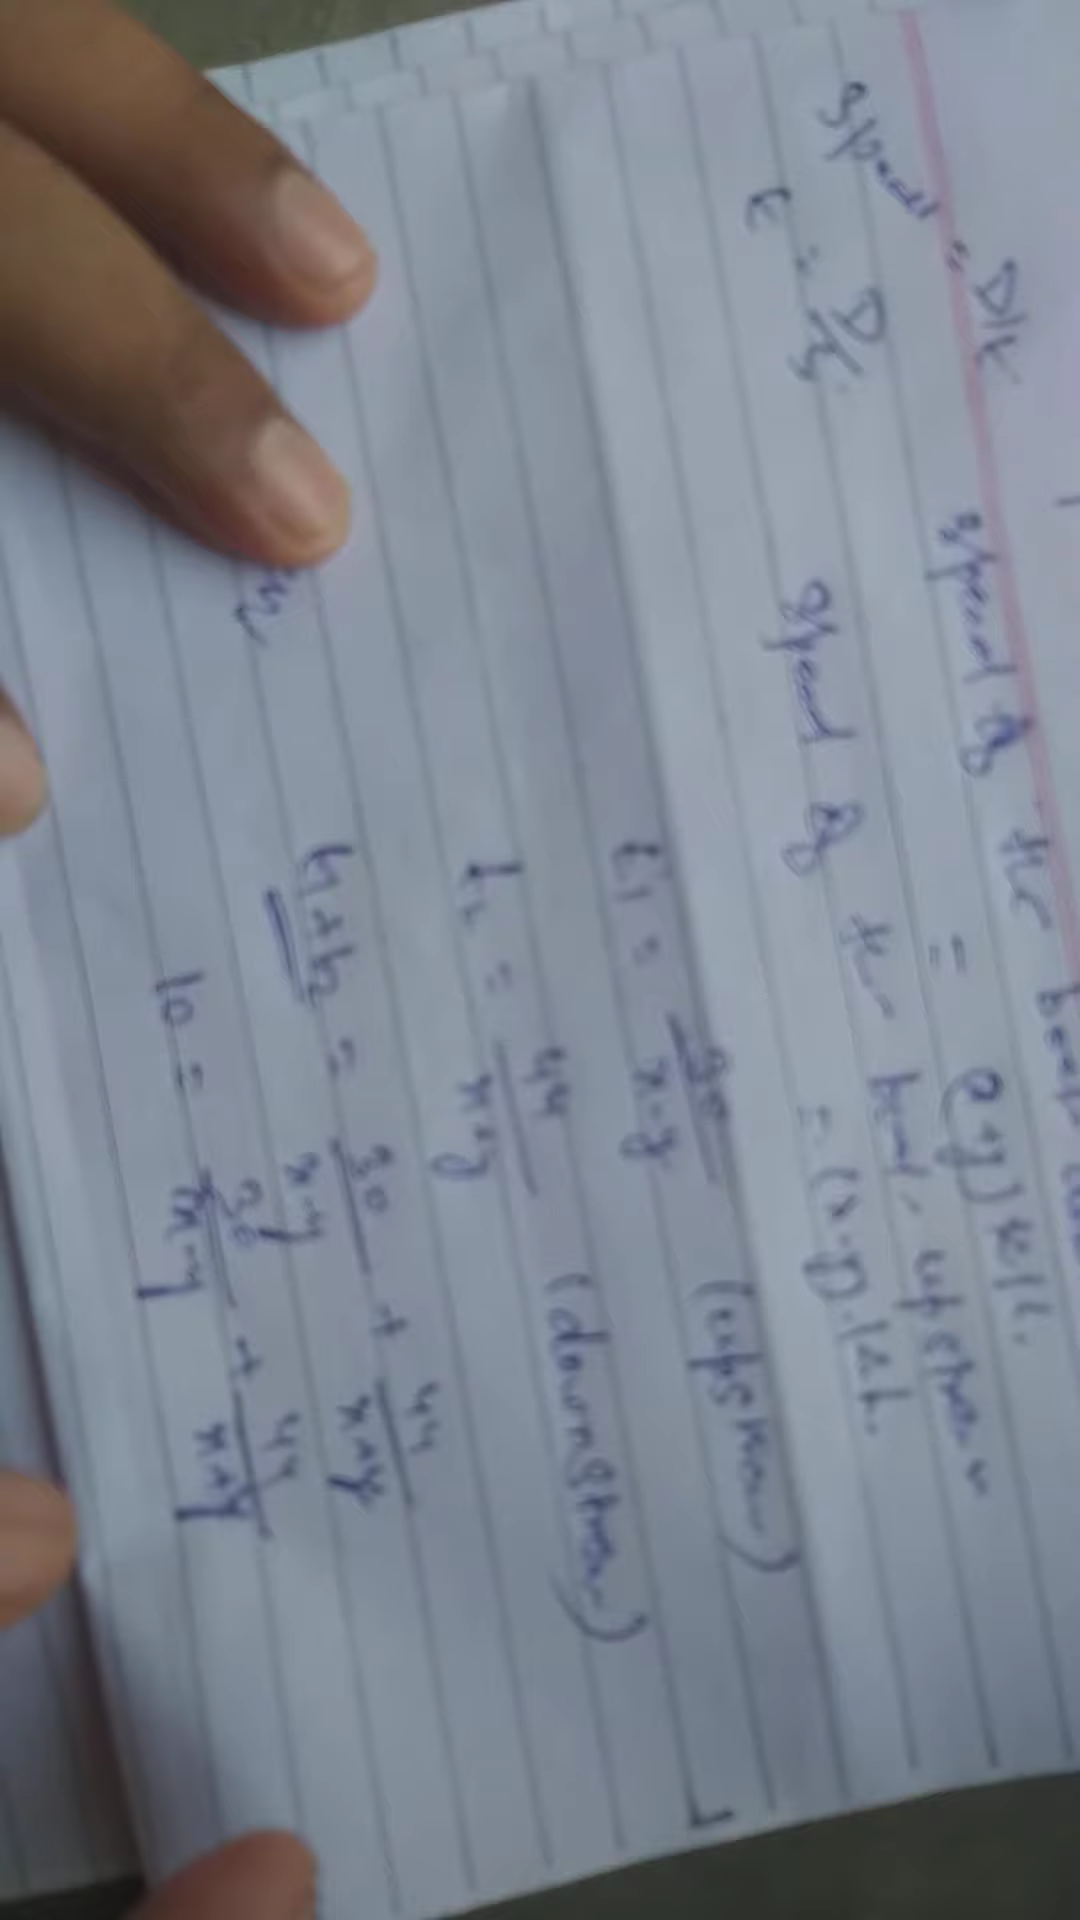 Speed = D/t
t = D/S
Speed of the boat
= (x+y) km/h.
Speed of the boat upstream
= (x-y) km/h.
t1 = 30/x-y (upstream)
t2 = 44/x+y (downstream)
t1+t2 = 30/x-y + 44/x+y
10 = 30/x-y + 44/x+y